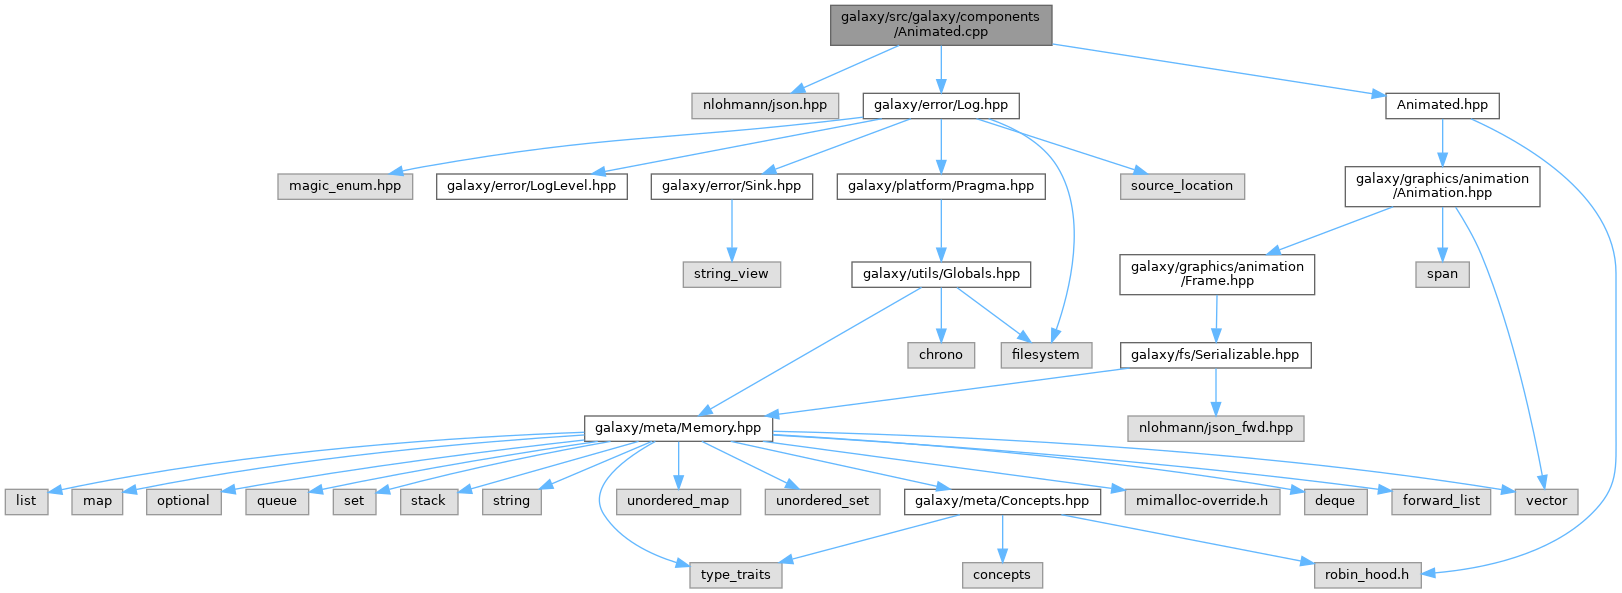 galaxy/src/galaxy/components
/Animated.cpp
nlohmann/json.hpp
galaxy/error/Log.hpp
Animated.hpp
magic_enum.hpp
galaxy/error/LogLevel.hpp
galaxy/error/Sink.hpp
galaxy/platform/Pragma.hpp
source_location
galaxy/graphics/animation
/Animation.hpp
string_view
galaxy/utils/Globals.hpp
galaxy/graphics/animation
/Frame.hpp
span
chrono
filesystem
galaxy/fs/Serializable.hpp
galaxy/meta/Memory.hpp
nlohmann/json_fwd.hpp
list
map
optional
queue
set
stack
string
unordered_map
unordered_set
galaxy/meta/Concepts.hpp
mimalloc-override.h
deque
forward_list
vector
type_traits
concepts
robin_hood.h